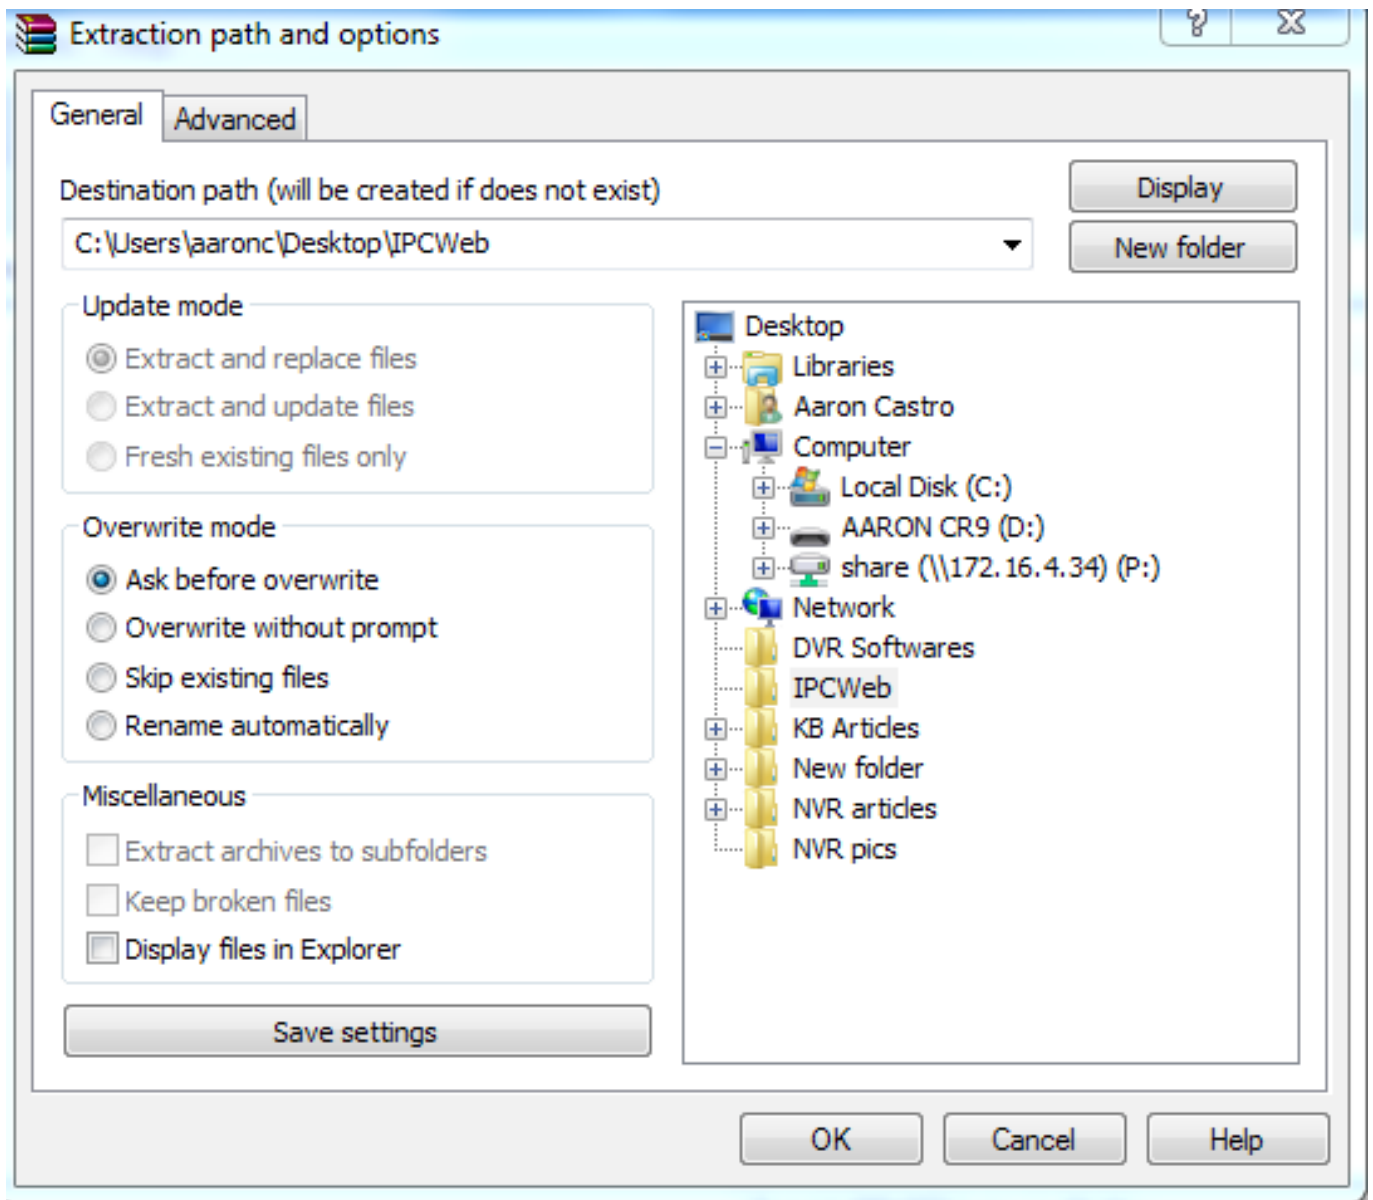 Extraction path and options
General
Advanced
Destination path (will be created if does not exist)
Display
C:\Users\aaronc\Desktop\IPCWeb
New folder
Update mode
Extract and replace files
Extract and update files
Fresh existing files only
Overwrite mode
Ask before overwrite
Overwrite without prompt
Skip existing files
Rename automatically
Miscellaneous
Extract archives to subfolders
Keep broken files
Display files in Explorer
Save settings
Desktop
Libraries
Aaron Castro
Computer
Local Disk (C:)
AARON CR9 (D:)
share (\\172.16.4.34) (P:)
Network
DVR Softwares
IPCWeb
KB Articles
New folder
NVR articles
NVR pics
OK
Cancel
Help